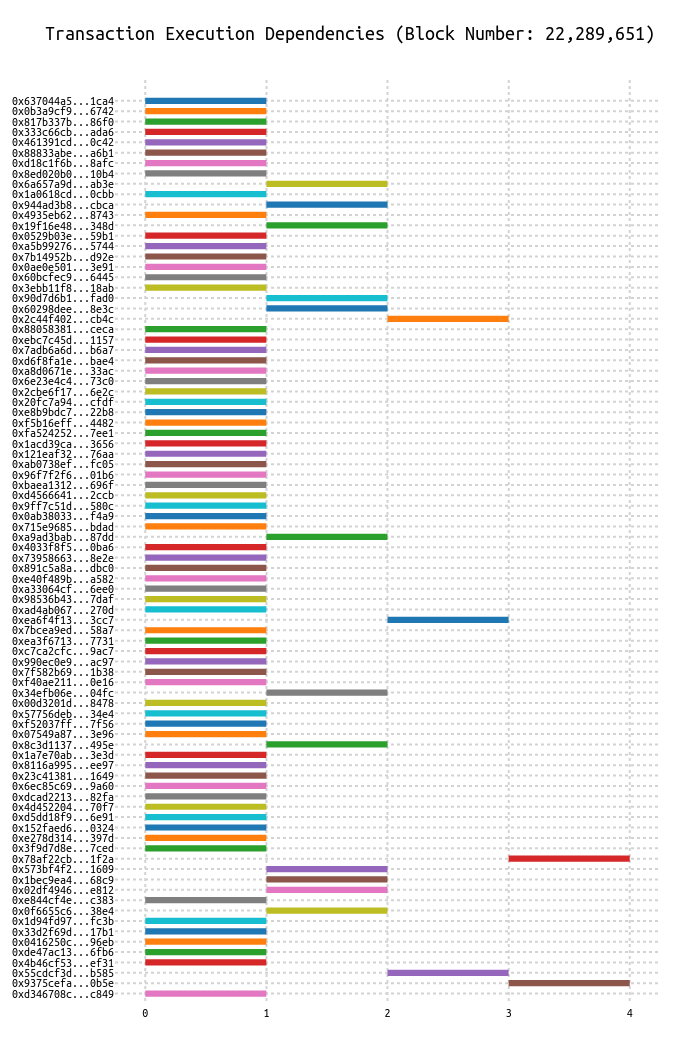 Transaction Execution Dependencies (Block Number: 22,289,651)
0x637044a5...1ca4
0x0b3a9cf9...6742
0x817b337b...86f0
0x333c66cb...ada6
0x461391cd...0c42
0x88833abe...a6b1
0xd18c1f6b...8afc
0x8ed020b0...10b4
0x6a657a9d...ab3e
0x1a0618cd...0cbb
0x944ad3b8...cbca
0x4935eb62...8743
0x19f16e48...348d
0x0529b03e...59b1
0xa5b99276...5744
0x7b14952b...d92e
0x0ae0e501...3e91
0x60bcfec9...6445
0x3ebb11f8...18ab
0x90d7d6b1...fad0
0x60298dee...8e3c
0x2c44f402...cb4c
0x88058381...ceca
0xebc7c45d...1157
0x7adb6a6d...b6a7
0xd6f8fa1e...bae4
0xa8d0671e...33ac
0x6e23e4c4...73c0
0x2cbe6f17...6e2c
0x20fc7a94...cfdf
0xe8b9bdc7...22b8
0xf5b16eff...4482
0xfa524252...7ee1
0x1acd39ca...3656
0x121eaf32...76aa
0xab0738ef...fc05
0x96f7f2f6...01b6
0xbaea1312...696f
0xd4566641...2ccb
0x9ff7c51d...580c
0x0ab38033...f4a9
0x715e9685...bdad
0xa9ad3bab...87dd
0x4033f8f5...0ba6
0x73958663...8e2e
0x891c5a8a...dbc0
0xe40f489b...a582
0xa33064cf...6ee0
0x98536b43...7daf
0xad4ab067...270d
0xea6f4f13...3cc7
0x7bcea9ed...58a7
0xea3f6713...7731
0xc7ca2cfc...9ac7
0x990ec0e9...ac97
0x7f582b69...1b38
0xf40ae211...0e16
0x34efb06e...04fc
0x00d3201d...8478
0x57756deb...34e4
0xf52037ff...7f56
0x07549a87...3e96
0x8c3d1137...495e
0x1a7e70ab...3e3d
0x8116a995...ee97
0x23c41381...1649
0x6ec85c69...9a60
0xdcad2213...82fa
0x4d452204...70f7
0xd5dd18f9...6e91
0x152faed6...0324
0xe278d314...397d
0x3f9d7d8e...7ced
0x78af22cb...1f2a
0x573bf4f2...1609
0x1bec9ea4...68c9
0x02df4946...e812
0xe844cf4e...c383
0x0f6655c6...38e4
0x1d94fd97...fc3b
0x33d2f69d...17b1
0x0416250c...96eb
0xde47ac13...6fb6
0x4b46cf53...ef31
0x55cdcf3d...b585
0x9375cefa...0b5e
0xd346708c...c849
0 1 2 3 4